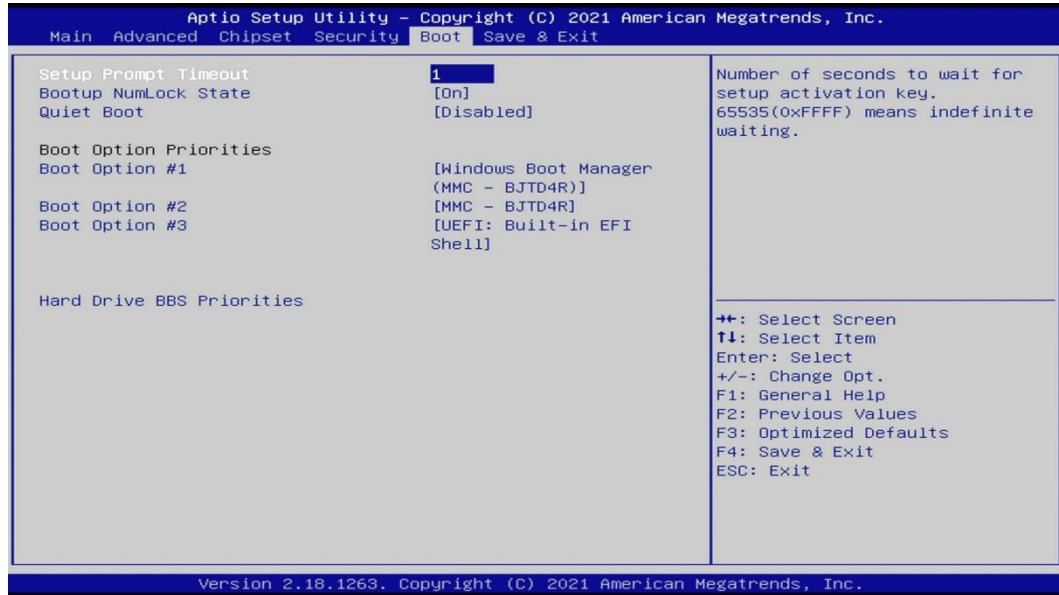 Aptio Setup Utility – Copyright (C) 2021 American Megatrends, Inc.
Main Advanced Chipset Security Boot Save & Exit
Setup Prompt Timeout 1
Bootup NumLock State [On]
Quiet Boot [Disabled]
Boot Option Priorities
Boot Option #1 [Windows Boot Manager
(MMC – BJTD4R)]
Boot Option #2 [MMC – BJTD4R]
Boot Option #3 [UEFI: Built-in EFI
Shell]
Hard Drive BBS Priorities
Number of seconds to wait for
setup activation key.
65535(0xFFFF) means indefinite
waiting.
→←: Select Screen
↑↓: Select Item
Enter: Select
+/-: Change Opt.
F1: General Help
F2: Previous Values
F3: Optimized Defaults
F4: Save & Exit
ESC: Exit
Version 2.18.1263. Copyright (C) 2021 American Megatrends, Inc.